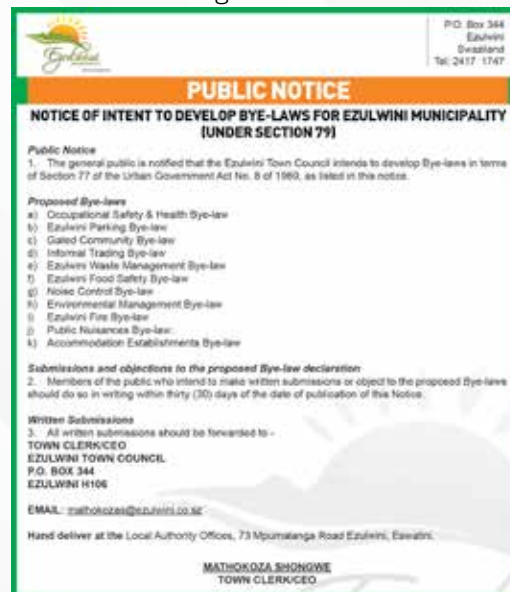 P.O. Box 344
Ezulwini
Swaziland
Tel: 2417 1747
Ezulwini
PUBLIC NOTICE
NOTICE OF INTENT TO DEVELOP BYE-LAWS FOR EZULWINI MUNICIPALITY
(UNDER SECTION 79)
Public Notice
1. The general public is notified that the Ezulwini Town Council intends to develop Bye-laws in terms
of Section 77 of the Urban Government Act No. 8 of 1969, as listed in this notice.
Proposed Bye-laws
a) Occupational Safety & Health Bye-law
b) Ezulwini Parking Bye-law
c) Gated Community Bye-law
d) Informal Trading Bye-law
e) Ezulwini Waste Management Bye-law
f) Ezulwini Food Safety Bye-law
g) Noise Control Bye-law
h) Environmental Management Bye-law
i) Ezulwini Fire Bye-law
j) Public Nuisances Bye-law
k) Accommodation Establishments Bye-law
Submissions and objections to the proposed Bye-law declaration
2. Members of the public who intend to make written submissions or object to the proposed Bye-laws
should do so in writing within thirty (30) days of the date of publication of this Notice.
Written Submissions
3. All written submissions should be forwarded to -
TOWN CLERK/CEO
EZULWINI TOWN COUNCIL
P.O. BOX 344
EZULWINI H106
EMAIL: mathokozas@ezulwini.co.sz
Hand deliver at the Local Authority Offices, 73 Mpumalanga Road Ezulwini, Eswatini.
MATHOKOZA SHONGWE
TOWN CLERK/CEO